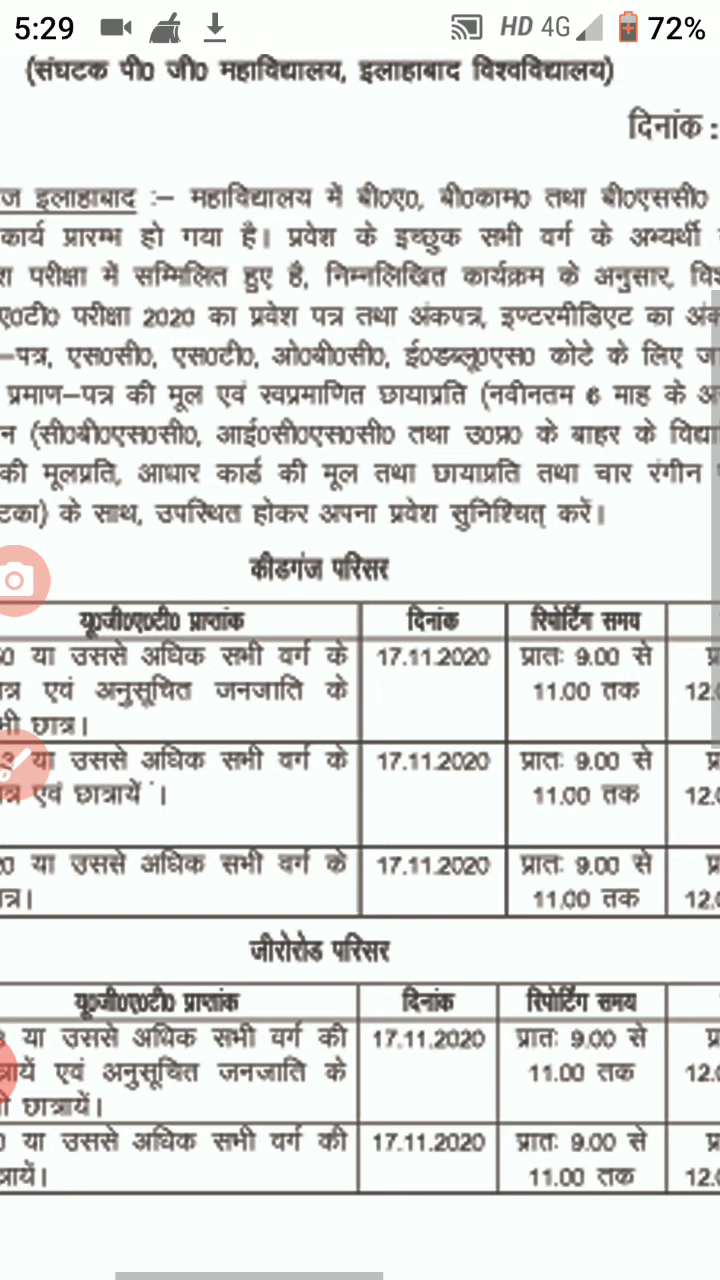 5:29 HD 4G 72%
(संघटक पी0 जी0 महाविद्यालय, इलाहाबाद विश्वविद्यालय)
दिनांक :
ज इलाहाबाद :– महाविद्यालय में बी0ए0, बी0काम0 तथा बी0एससी0
कार्य प्रारम्भ हो गया है। प्रवेश के इच्छुक सभी वर्ग के अभ्यर्थी
परीक्षा में सम्मिलित हुए है, निम्नलिखित कार्यक्रम के अनुसार,
ए0टी0 परीक्षा 2020 का प्रवेश पत्र तथा अंकपत्र, इण्टरमीडिएट का
–पत्र, एस0सी0, एस0टी0, ओ0बी0सी0, ई0डब्लू0एस0 कोटे के लिए
प्रमाण–पत्र की मूल एवं स्वप्रमाणित छायाप्रति (नवीनतम 6 माह के
न (सी0बी0एस0सी0, आई0सी0एस0सी0 तथा उ0प्र0 के बाहर के
की मूलप्रति, आधार कार्ड की मूल तथा छायाप्रति तथा चार रंगीन
टका) के साथ, उपस्थित होकर अपना प्रवेश सुनिश्चित् करें।
कीडगंज परिसर
यू0जी0ए0टी0 प्राप्तांक दिनांक रिपोर्टिंग समय
0 या उससे अधिक सभी वर्ग के 17.11.2020 प्रातः 9.00 से
त्र एवं अनुसूचित जनजाति के 11.00 तक 12.0
भी छात्र।
3 या उससे अधिक सभी वर्ग के 17.11.2020 प्रातः 9.00 से
त्र एवं छात्रायें । 11.00 तक 12.0
20 या उससे अधिक सभी वर्ग के 17.11.2020 प्रातः 9.00 से
त्र। 11.00 तक 12.0
जीरोरोड परिसर
यू0जी0ए0टी0 प्राप्तांक दिनांक रिपोर्टिंग समय
या उससे अधिक सभी वर्ग की 17.11.2020 प्रातः 9.00 से
त्रायें एवं अनुसूचित जनजाति के 11.00 तक 12.0
छात्रायें।
0 या उससे अधिक सभी वर्ग की 17.11.2020 प्रातः 9.00 से
त्रायें। 11.00 तक 12.0